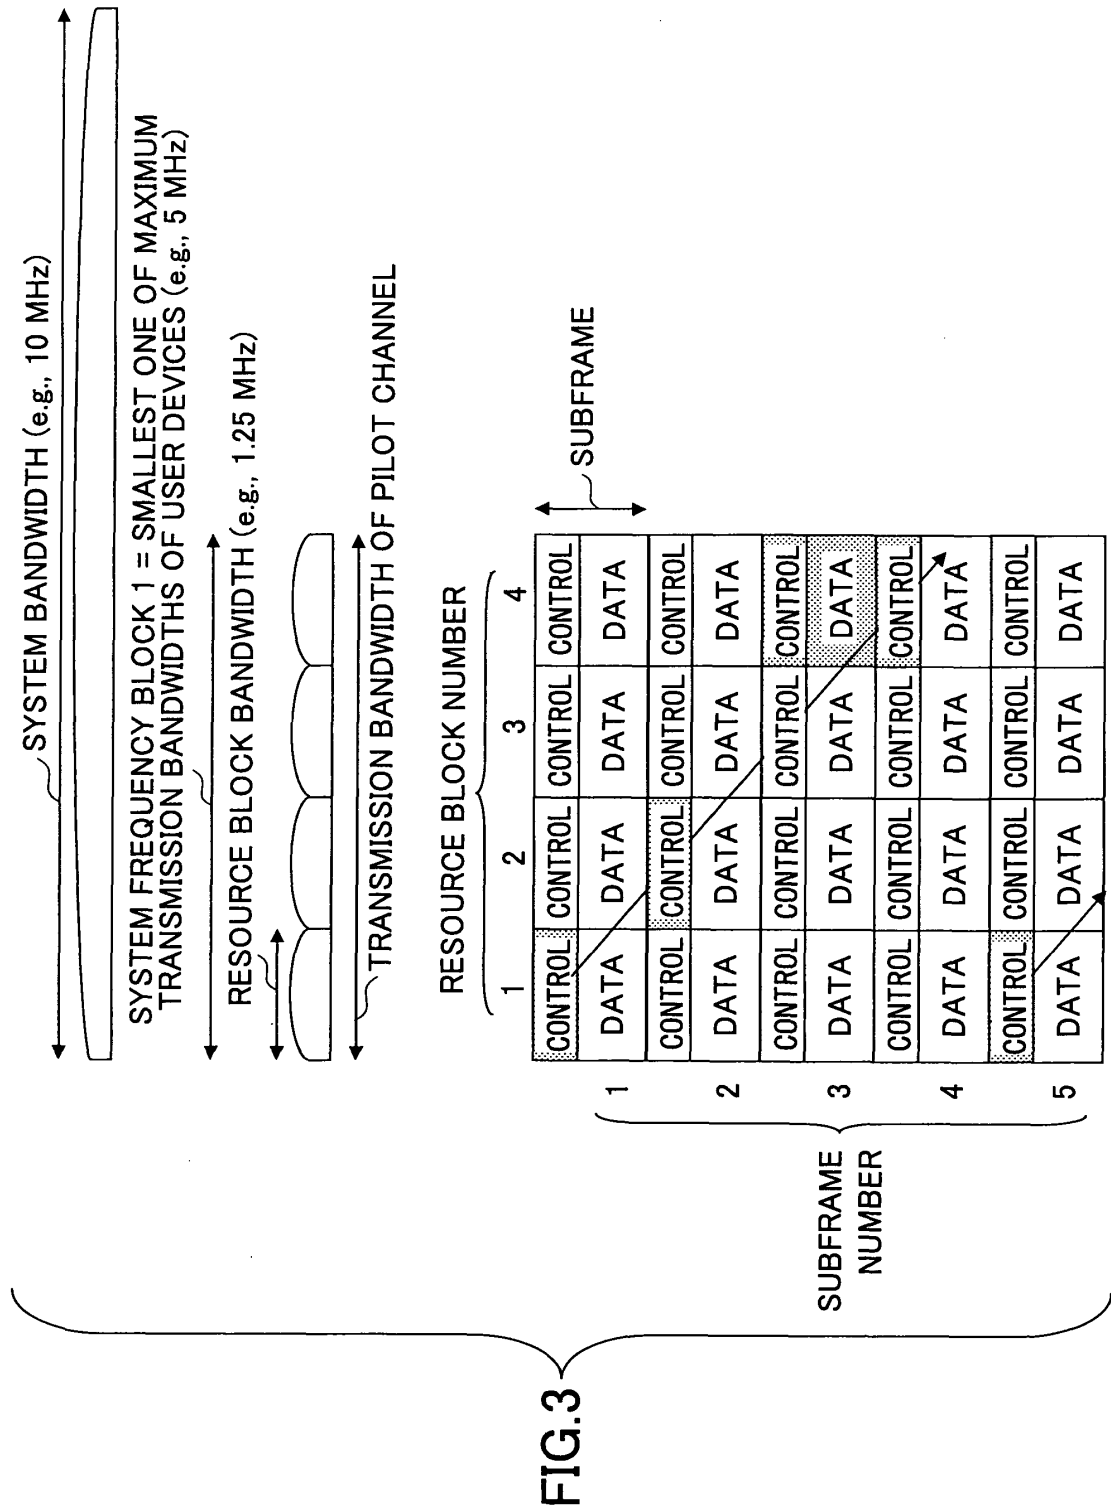 FIG.3
SYSTEM BANDWIDTH (e.g., 10 MHz)
SYSTEM FREQUENCY BLOCK 1 = SMALLEST ONE OF MAXIMUM
TRANSMISSION BANDWIDTHS OF USER DEVICES (e.g., 5 MHz)
RESOURCE BLOCK BANDWIDTH (e.g., 1.25 MHz)
TRANSMISSION BANDWIDTH OF PILOT CHANNEL
RESOURCE BLOCK NUMBER
1 2 3 4
SUBFRAME
CONTROL CONTROL CONTROL CONTROL
1 DATA DATA DATA DATA
CONTROL CONTROL CONTROL CONTROL
2 DATA DATA DATA DATA
CONTROL CONTROL CONTROL CONTROL
SUBFRAME
NUMBER
3 DATA DATA DATA DATA
CONTROL CONTROL CONTROL CONTROL
4 DATA DATA DATA DATA
CONTROL CONTROL CONTROL CONTROL
5 DATA DATA DATA DATA